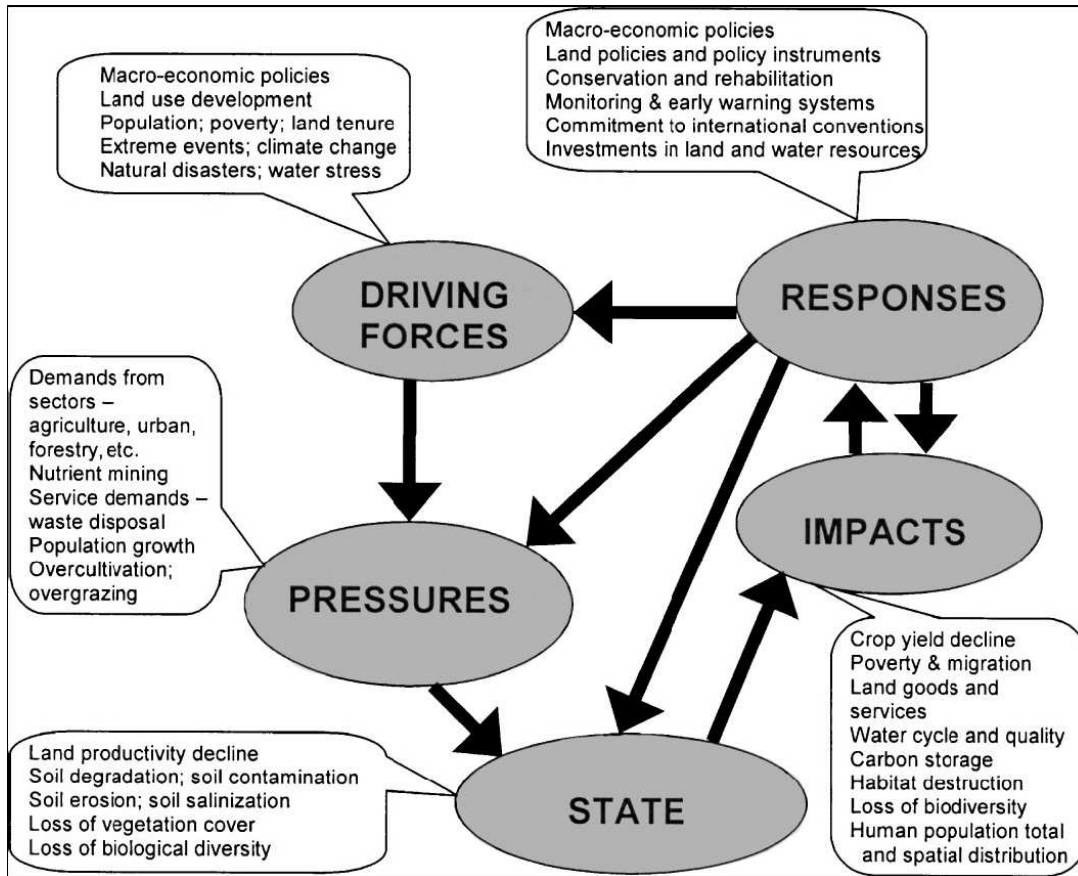 Macro-economic policies
Land use development
Population; poverty; land tenure
Extreme events; climate change
Natural disasters; water stress
Macro-economic policies
Land policies and policy instruments
Conservation and rehabilitation
Monitoring & early warning systems
Commitment to international conventions
Investments in land and water resources
DRIVING
FORCES
RESPONSES
Demands from
sectors –
agriculture, urban,
forestry, etc.
Nutrient mining
Service demands –
waste disposal
Population growth
Overcultivation;
overgrazing
PRESSURES
IMPACTS
Crop yield decline
Poverty & migration
Land goods and
services
Water cycle and quality
Carbon storage
Habitat destruction
Loss of biodiversity
Human population total
and spatial distribution
Land productivity decline
Soil degradation; soil contamination
Soil erosion; soil salinization
Loss of vegetation cover
Loss of biological diversity
STATE